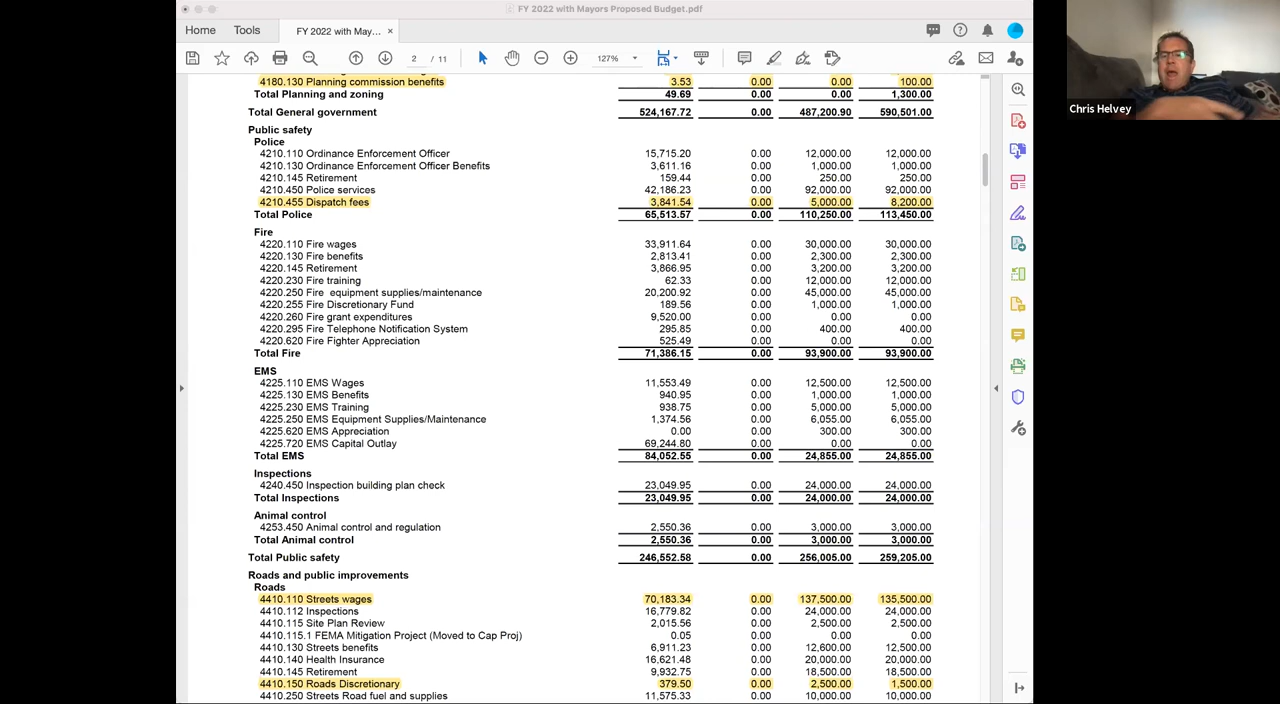 FY 2022 with Mayors Proposed Budget.pdf
Home Tools FY 2022 with May... ×
2 / 11 127%
4180.130 Planning commission benefits 3.53 0.00 0.00 100.00
Total Planning and zoning 49.69 0.00 0.00 1,300.00
Total General government 524,167.72 0.00 487,200.90 590,501.00
Public safety
Police
4210.110 Ordinance Enforcement Officer 15,715.20 0.00 12,000.00 12,000.00
4210.130 Ordinance Enforcement Officer Benefits 3,611.16 0.00 1,000.00 1,000.00
4210.145 Retirement 159.44 0.00 250.00 250.00
4210.450 Police services 42,186.23 0.00 92,000.00 92,000.00
4210.455 Dispatch fees 3,841.54 0.00 5,000.00 8,200.00
Total Police 65,513.57 0.00 110,250.00 113,450.00
Fire
4220.110 Fire wages 33,911.64 0.00 30,000.00 30,000.00
4220.130 Fire benefits 2,813.41 0.00 2,300.00 2,300.00
4220.145 Retirement 3,866.95 0.00 3,200.00 3,200.00
4220.230 Fire training 62.33 0.00 12,000.00 12,000.00
4220.250 Fire equipment supplies/maintenance 20,200.92 0.00 45,000.00 45,000.00
4220.255 Fire Discretionary Fund 189.56 0.00 1,000.00 1,000.00
4220.260 Fire grant expenditures 9,520.00 0.00 0.00 0.00
4220.295 Fire Telephone Notification System 295.85 0.00 400.00 400.00
4220.620 Fire Fighter Appreciation 525.49 0.00 0.00 0.00
Total Fire 71,386.15 0.00 93,900.00 93,900.00
EMS
4225.110 EMS Wages 11,553.49 0.00 12,500.00 12,500.00
4225.130 EMS Benefits 940.95 0.00 1,000.00 1,000.00
4225.230 EMS Training 938.75 0.00 5,000.00 5,000.00
4225.250 EMS Equipment Supplies/Maintenance 1,374.56 0.00 6,055.00 6,055.00
4225.620 EMS Appreciation 0.00 0.00 300.00 300.00
4225.720 EMS Capital Outlay 69,244.80 0.00 0.00 0.00
Total EMS 84,052.55 0.00 24,855.00 24,855.00
Inspections
4240.450 Inspection building plan check 23,049.95 0.00 24,000.00 24,000.00
Total Inspections 23,049.95 0.00 24,000.00 24,000.00
Animal control
4253.450 Animal control and regulation 2,550.36 0.00 3,000.00 3,000.00
Total Animal control 2,550.36 0.00 3,000.00 3,000.00
Total Public safety 246,552.58 0.00 256,005.00 259,205.00
Roads and public improvements
Roads
4410.110 Streets wages 70,183.34 0.00 137,500.00 135,500.00
4410.112 Inspections 16,779.82 0.00 24,000.00 24,000.00
4410.115 Site Plan Review 2,015.56 0.00 2,500.00 2,500.00
4410.115.1 FEMA Mitigation Project (Moved to Cap Proj) 0.05 0.00 0.00 0.00
4410.130 Streets benefits 6,911.23 0.00 12,600.00 12,500.00
4410.140 Health Insurance 16,621.48 0.00 20,000.00 20,000.00
4410.145 Retirement 9,932.75 0.00 18,500.00 18,500.00
4410.150 Roads Discretionary 379.50 0.00 2,500.00 1,500.00
4410.250 Streets Road fuel and supplies 11,575.33 0.00 10,000.00 10,000.00
Chris Helvey